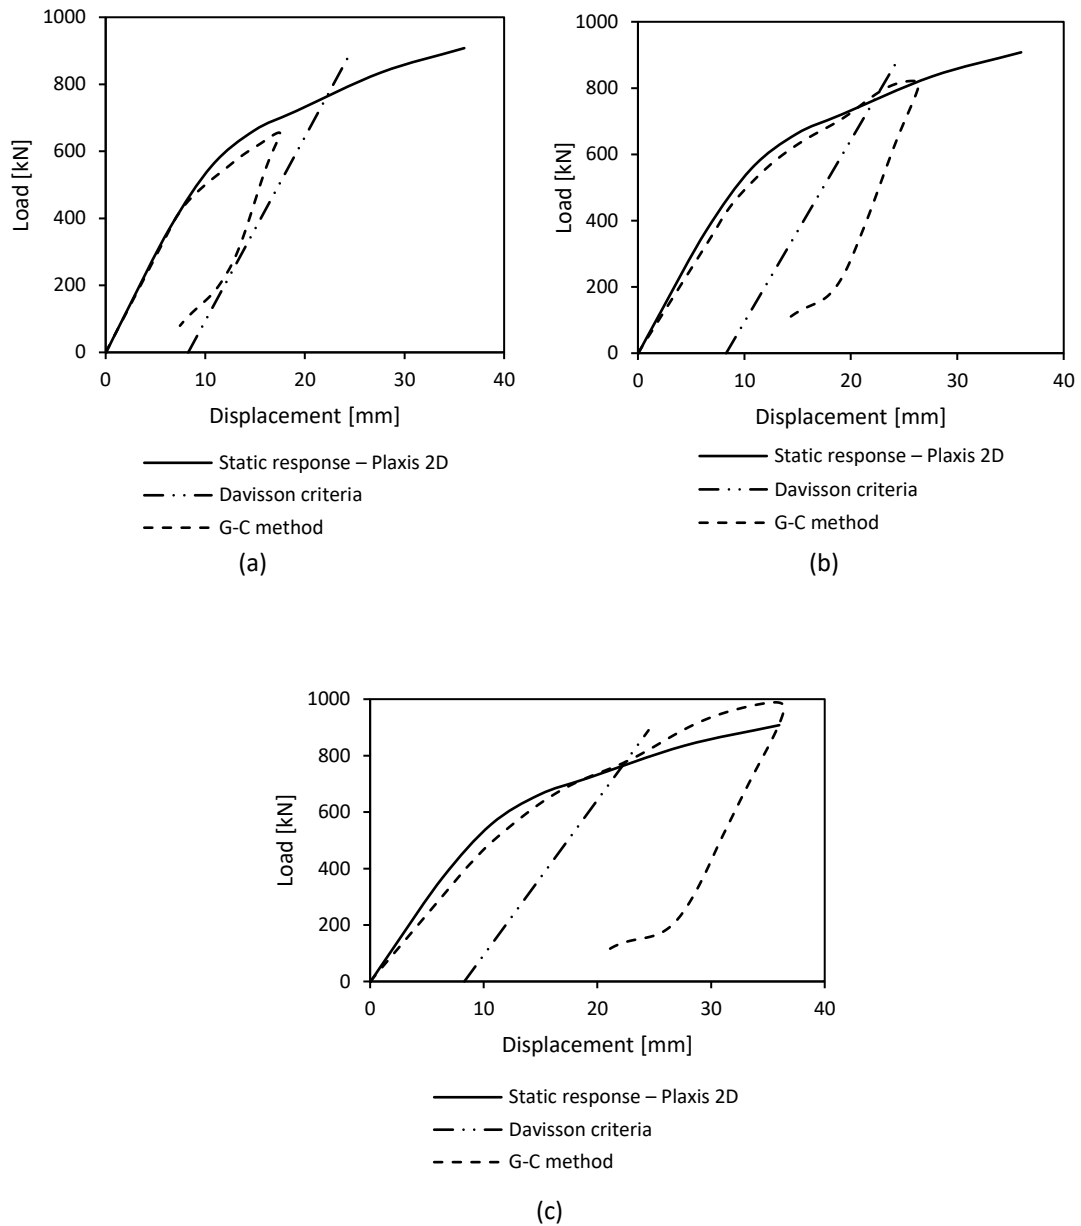 1000
800
600
400
200
0
Load [kN]
0 10 20 30 40
Displacement [mm]
Static response – Plaxis 2D
Davisson criteria
G-C method
(a)
1000
800
600
400
200
0
Load [kN]
0 10 20 30 40
Displacement [mm]
Static response – Plaxis 2D
Davisson criteria
G-C method
(b)
1000
800
600
400
200
0
Load [kN]
0 10 20 30 40
Displacement [mm]
Static response – Plaxis 2D
Davisson criteria
G-C method
(c)